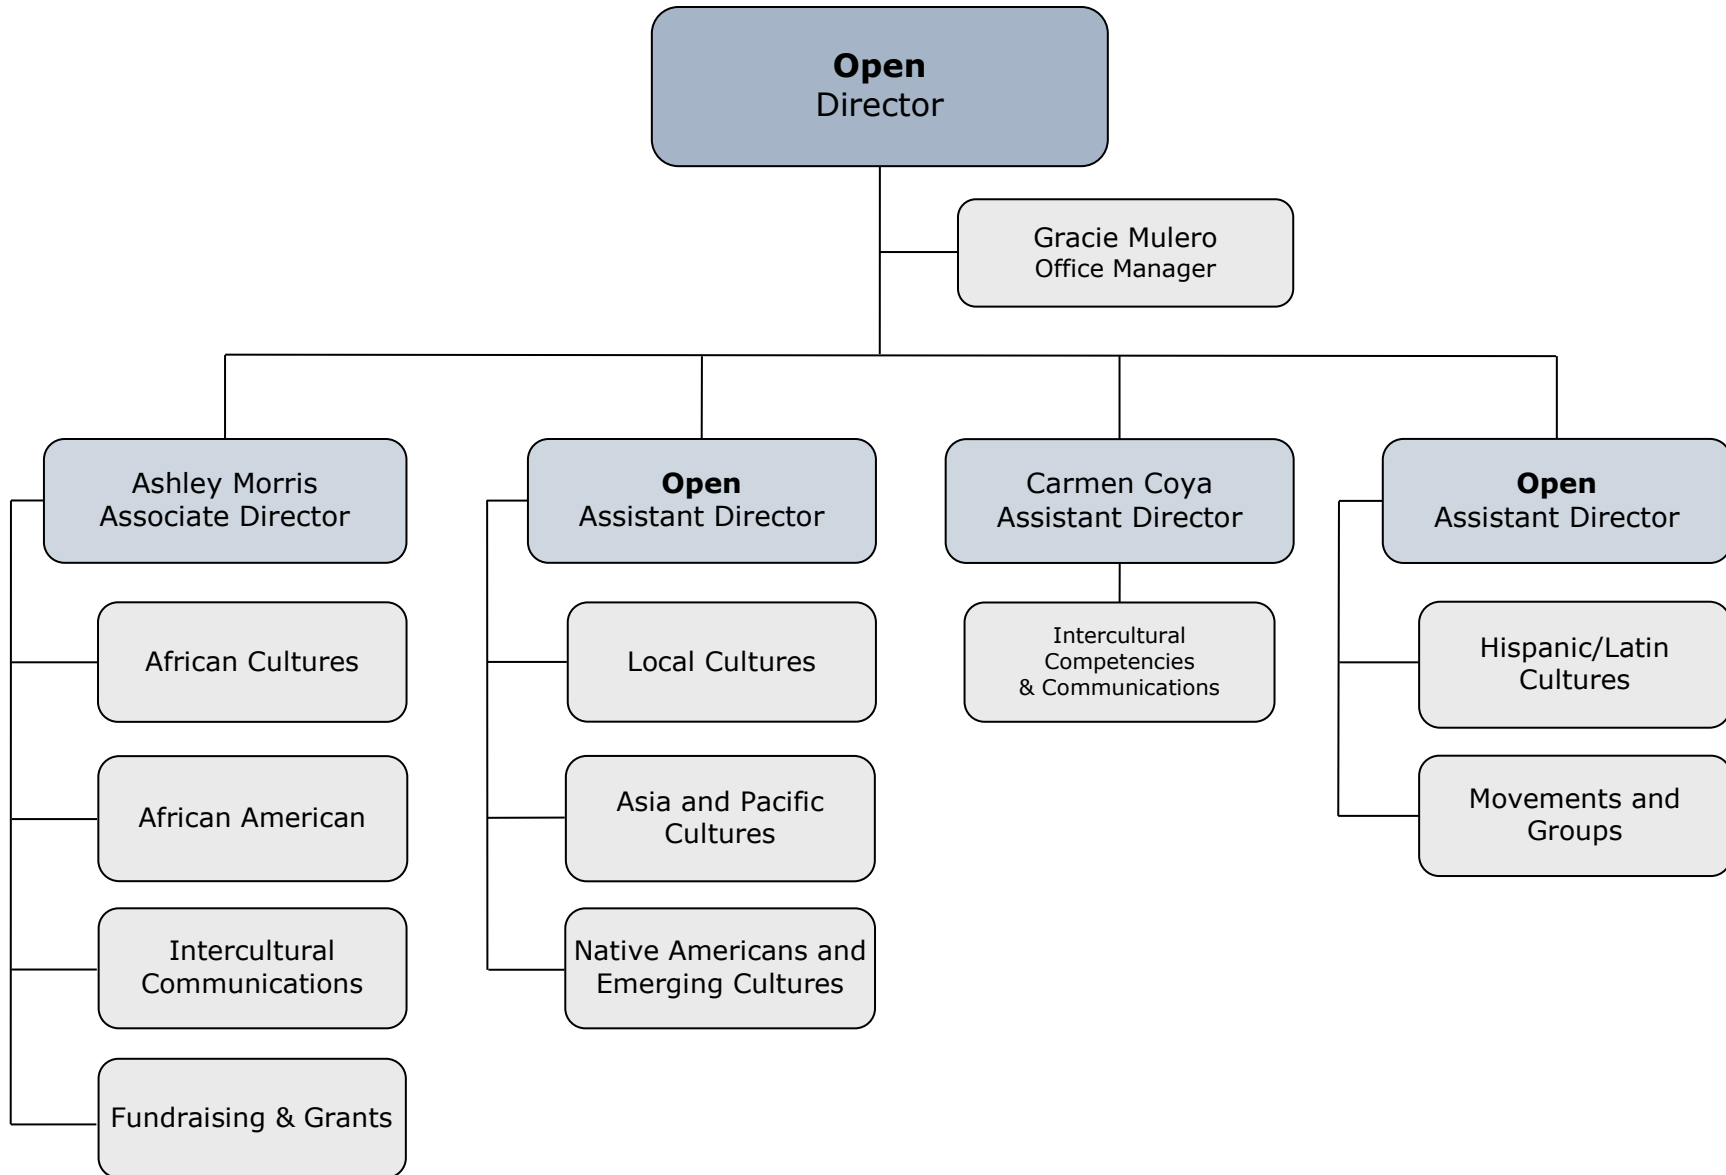 Open
Director
Gracie Mulero
Office Manager
Ashley Morris
Associate Director
Open
Assistant Director
Carmen Coya
Assistant Director
Open
Assistant Director
African Cultures
Local Cultures
Intercultural
Competencies
& Communications
Hispanic/Latin
Cultures
African American
Asia and Pacific
Cultures
Movements and
Groups
Intercultural
Communications
Native Americans and
Emerging Cultures
Fundraising & Grants